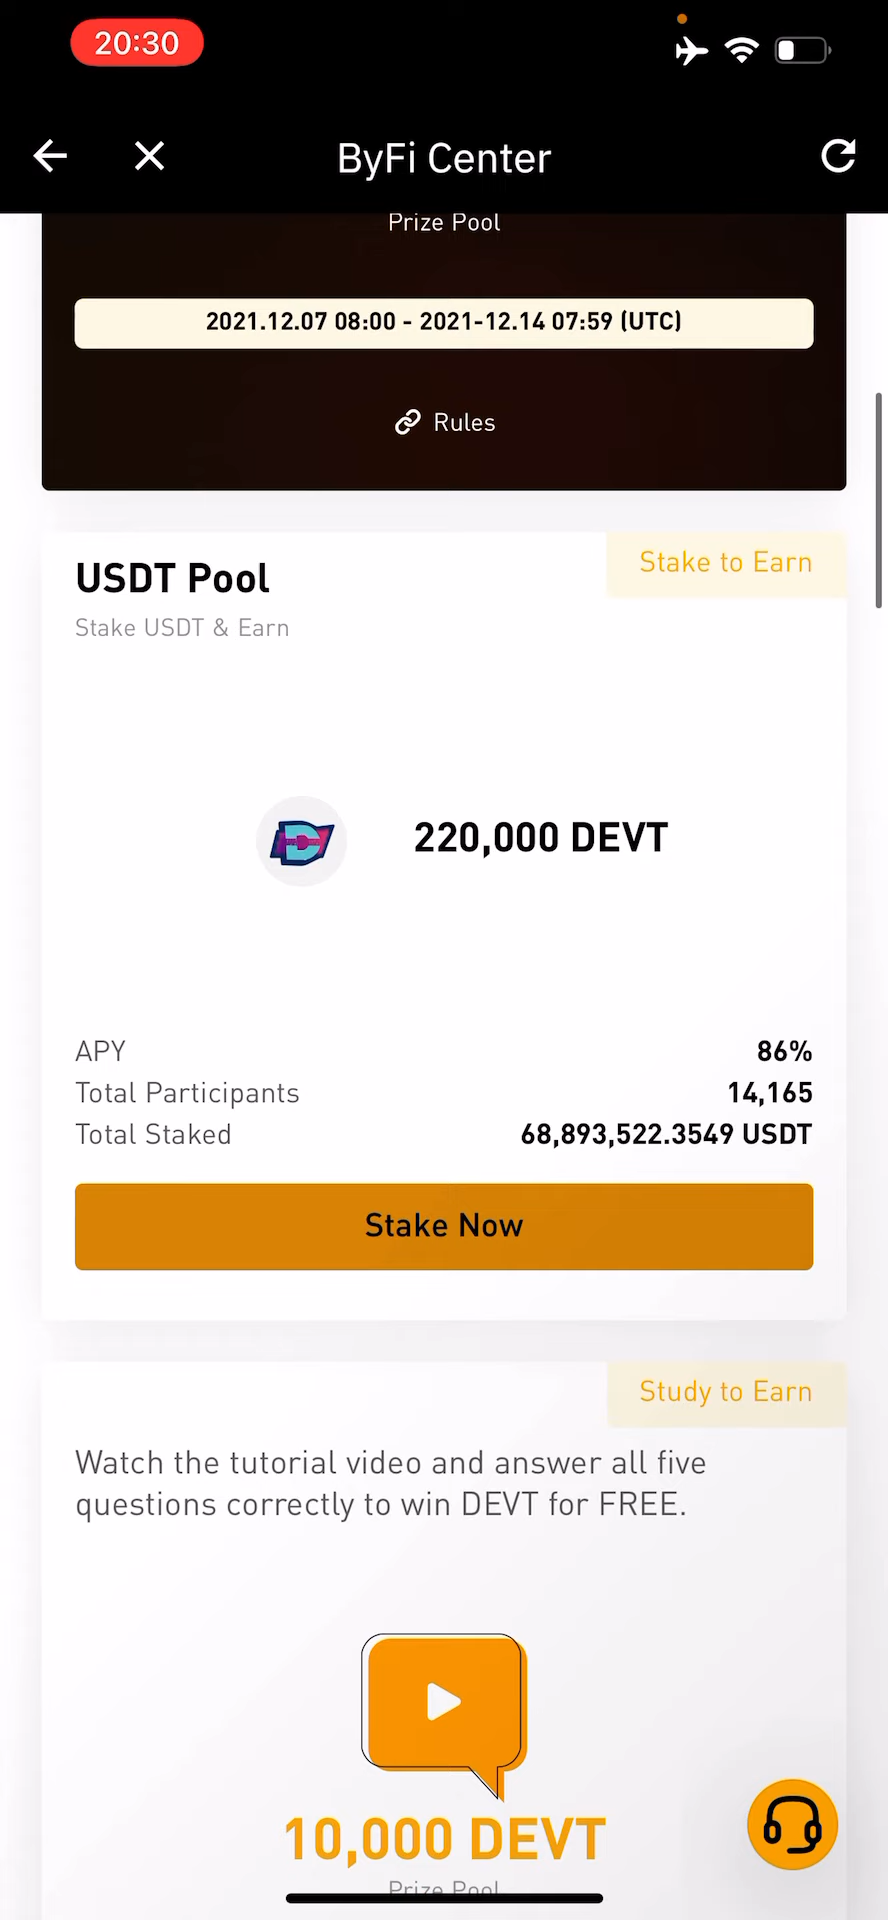 20:30
ByFi Center
Prize Pool
2021.12.07 08:00 - 2021-12.14 07:59 (UTC)
Rules
Stake to Earn
USDT Pool
Stake USDT & Earn
220,000 DEVT
APY 86%
Total Participants 14,165
Total Staked 68,893,522.3549 USDT
Stake Now
Study to Earn
Watch the tutorial video and answer all five
questions correctly to win DEVT for FREE.
10,000 DEVT
Prize Pool